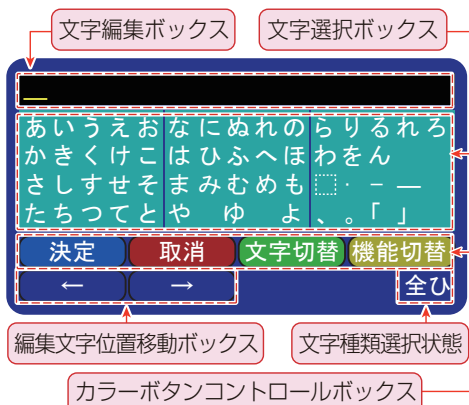 文字編集ボックス 文字選択ボックス
あいうえお なにぬねの らりるれろ
かきくけこ はひふへほ わをん
さしすせそ まみむめも ・ － ―
たちつてと や ゆ よ 、。「 」
決定 取消 文字切替 機能切替
← → 全ひ
編集文字位置移動ボックス 文字種類選択状態
カラーボタンコントロールボックス